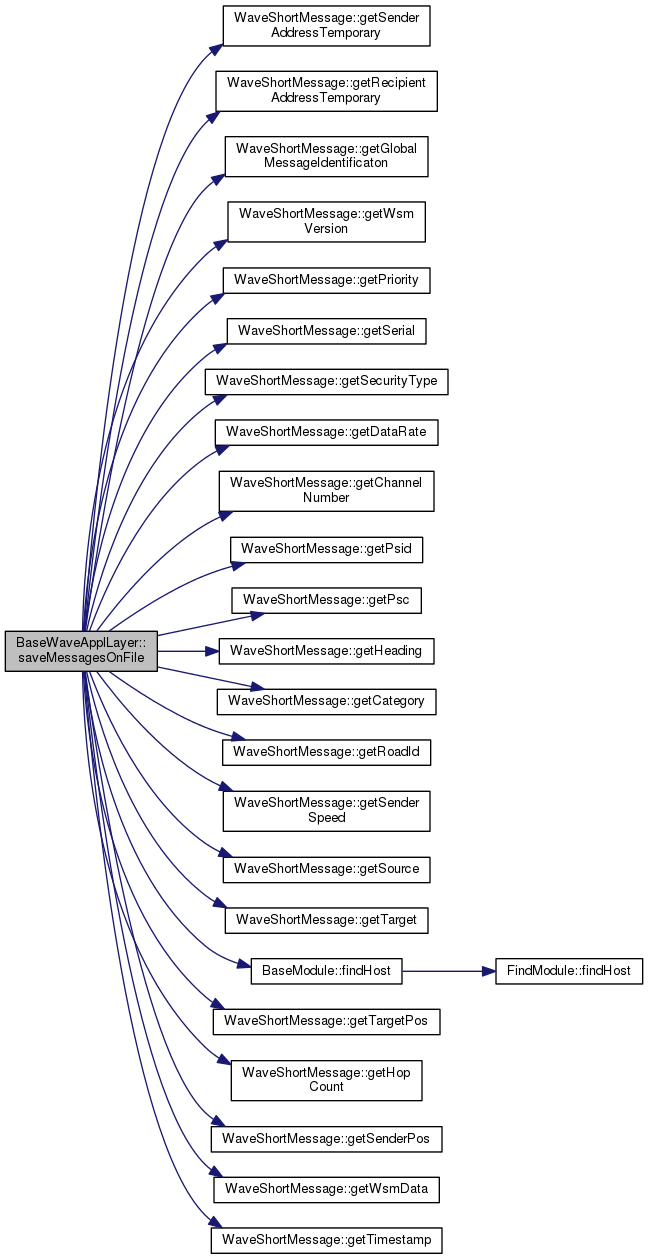 WaveShortMessage::getSender
AddressTemporary
WaveShortMessage::getRecipient
AddressTemporary
WaveShortMessage::getGlobal
MessageIdentificaton
WaveShortMessage::getWsm
Version
WaveShortMessage::getPriority
WaveShortMessage::getSerial
WaveShortMessage::getSecurityType
WaveShortMessage::getDataRate
WaveShortMessage::getChannel
Number
WaveShortMessage::getPsid
WaveShortMessage::getPsc
BaseWaveApplLayer::
saveMessagesOnFile
WaveShortMessage::getHeading
WaveShortMessage::getCategory
WaveShortMessage::getRoadId
WaveShortMessage::getSender
Speed
WaveShortMessage::getSource
WaveShortMessage::getTarget
BaseModule::findHost
FindModule::findHost
WaveShortMessage::getTargetPos
WaveShortMessage::getHop
Count
WaveShortMessage::getSenderPos
WaveShortMessage::getWsmData
WaveShortMessage::getTimestamp